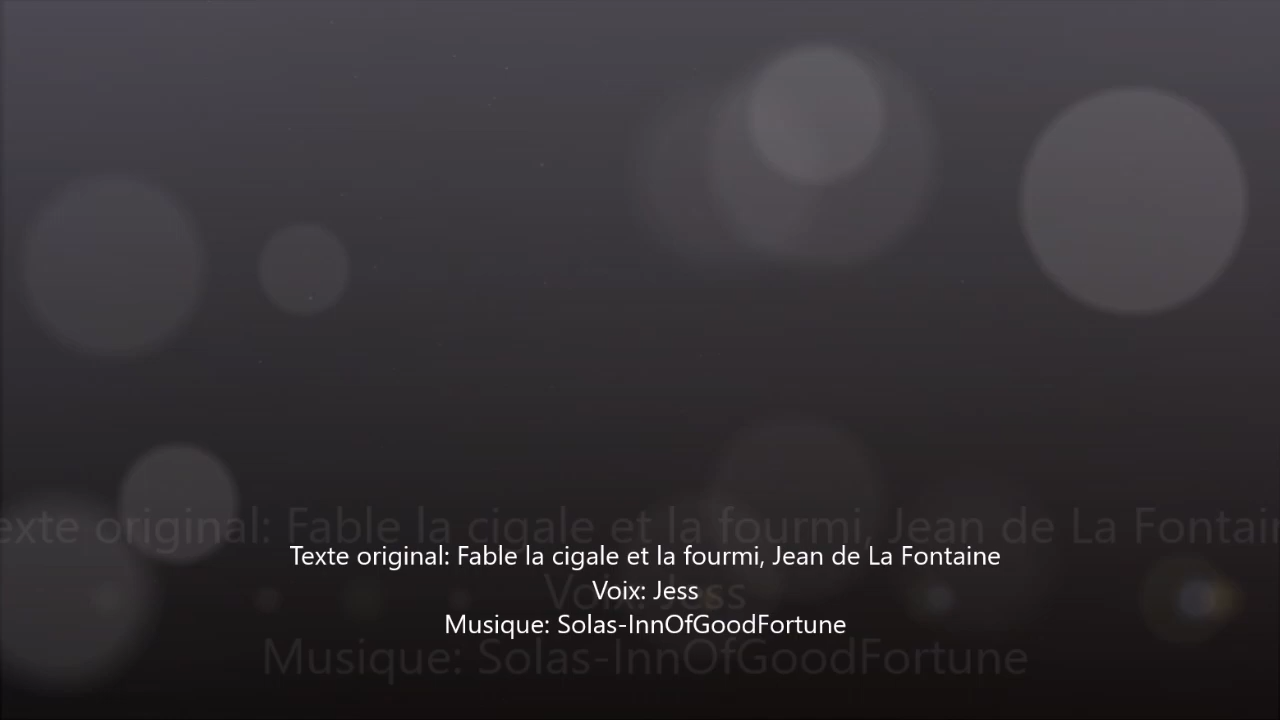 Texte original: Fable la cigale et la fourmi, Jean de La Fontaine
Voix: Jess
Musique: Solas-InnOfGoodFortune